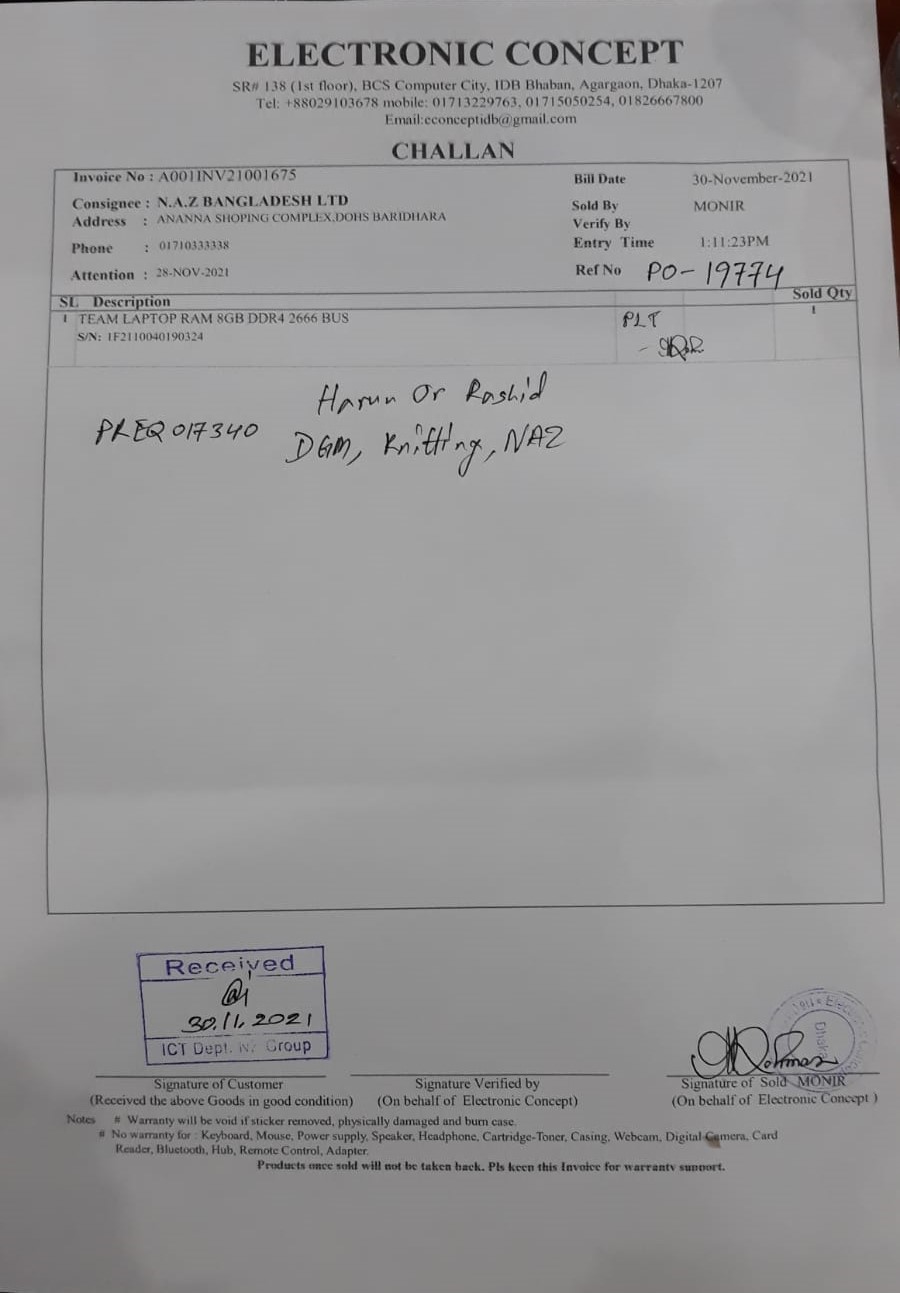 ELECTRONIC CONCEPT
SR# 138 (1st floor), BCS Computer City, IDB Bhaban, Agargaon, Dhaka-1207
Tel: +88029103678 mobile: 01713229763, 01715050254, 01826667800
Email:econceptidb@gmail.com
CHALLAN
Invoice No : A001INV21001675
Bill Date 30-November-2021
Consignee : N.A.Z BANGLADESH LTD
Sold By MONIR
Address : ANANNA SHOPING COMPLEX,DOHS BARIDHARA
Verify By
Phone : 01710333338
Entry Time 1:11:23PM
Attention : 28-NOV-2021
Ref No PO-19774
SL Description Sold Qty
1 TEAM LAPTOP RAM 8GB DDR4 2666 BUS PLT 1
S/N: 1F2110040190324
Harun Or Rashid
PREQ017340 DGM, Knitting, NAZ
Received
30.11.2021
ICT Dept. Group
Dhaka
Signature of Customer Signature Verified by Signature of Sold MONIR
(Received the above Goods in good condition) (On behalf of Electronic Concept) (On behalf of Electronic Concept )
Notes # Warranty will be void if sticker removed, physically damaged and burn case.
# No warranty for : Keyboard, Mouse, Power supply, Speaker, Headphone, Cartridge-Toner, Casing, Webcam, Digital Camera, Card
Reader, Bluetooth, Hub, Remote Control, Adapter.
Products once sold will not be taken back. Pls keep this Invoice for warranty support.